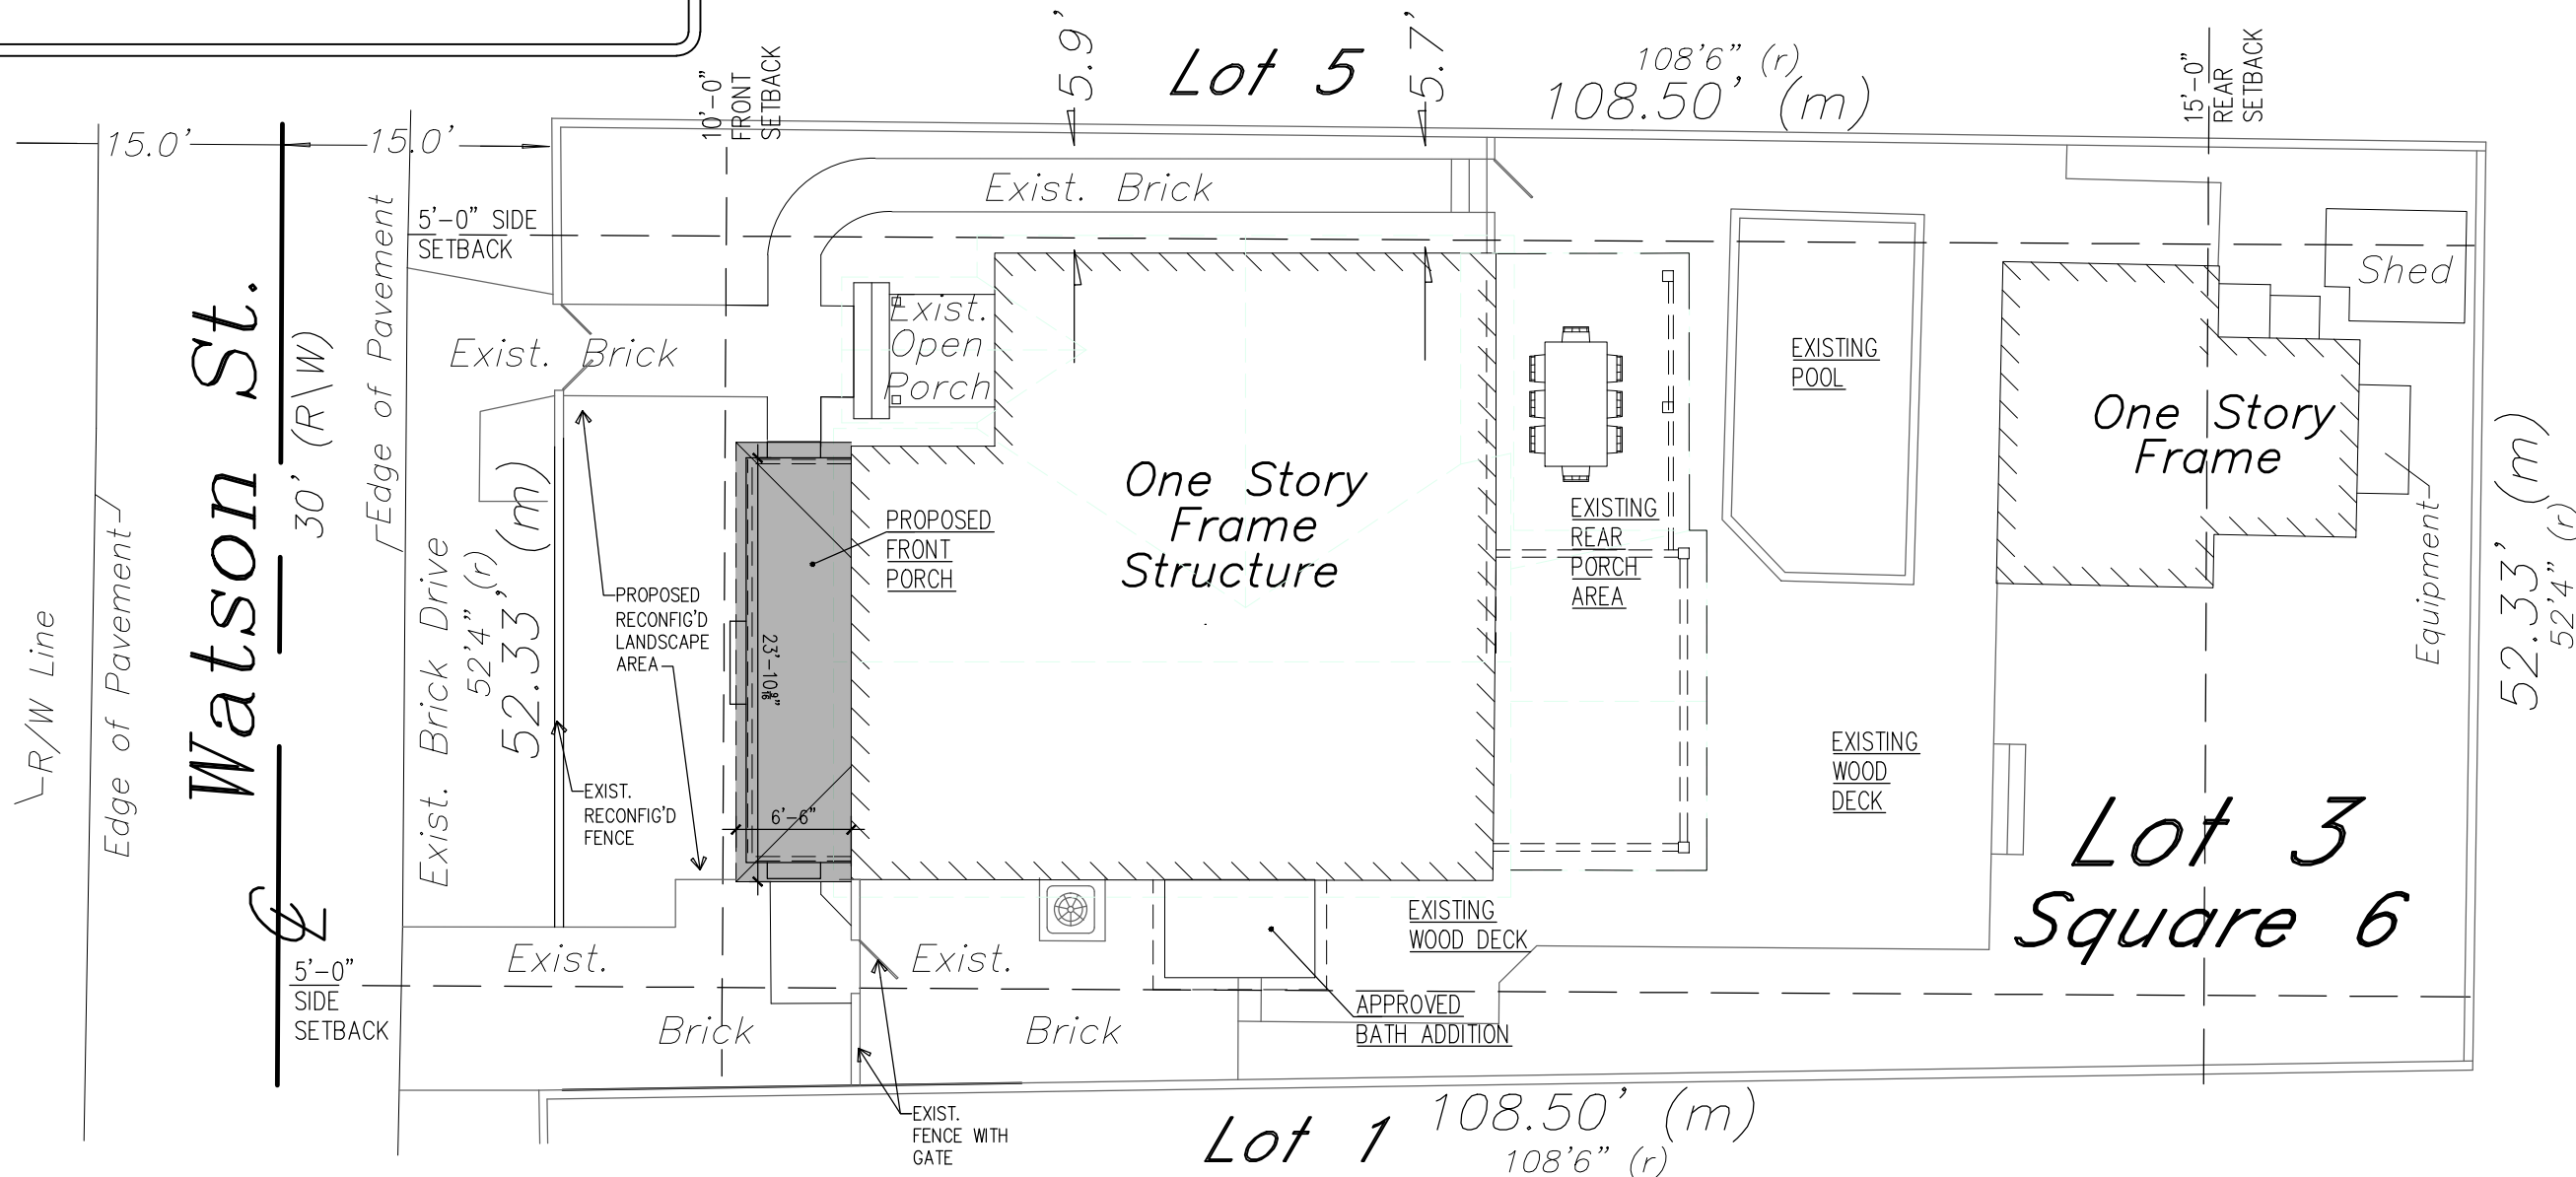 15.0'
15.0'
10'-0"
FRONT
SETBACK
5.9'
Lot 5
5.7'
108'6" (r)
108.50' (m)
15'-0"
REAR
SETBACK
5'-0" SIDE
SETBACK
Exist. Brick
Edge of Pavement
Watson St.
30' (R\W)
Exist. Brick
Exist.
Open
Porch
EXISTING
POOL
Shed
One Story
Frame
Equipment
52.33' (m)
52'4" (r)
One Story
Frame
Structure
EXISTING
REAR
PORCH
AREA
PROPOSED
FRONT
PORCH
PROPOSED
RECONFIG'D
LANDSCAPE
AREA
23'-10 9/16"
6'-6"
R/W Line
Edge of Pavement
Exist. Brick Drive
52'4" (r)
52.33' (m)
EXIST.
RECONFIG'D
FENCE
EXISTING
WOOD
DECK
Lot 3
Square 6
℄
5'-0"
SIDE
SETBACK
Exist.
Brick
Exist.
Brick
EXISTING
WOOD DECK
APPROVED
BATH ADDITION
EXIST.
FENCE WITH
GATE
Lot 1
108.50' (m)
108'6" (r)